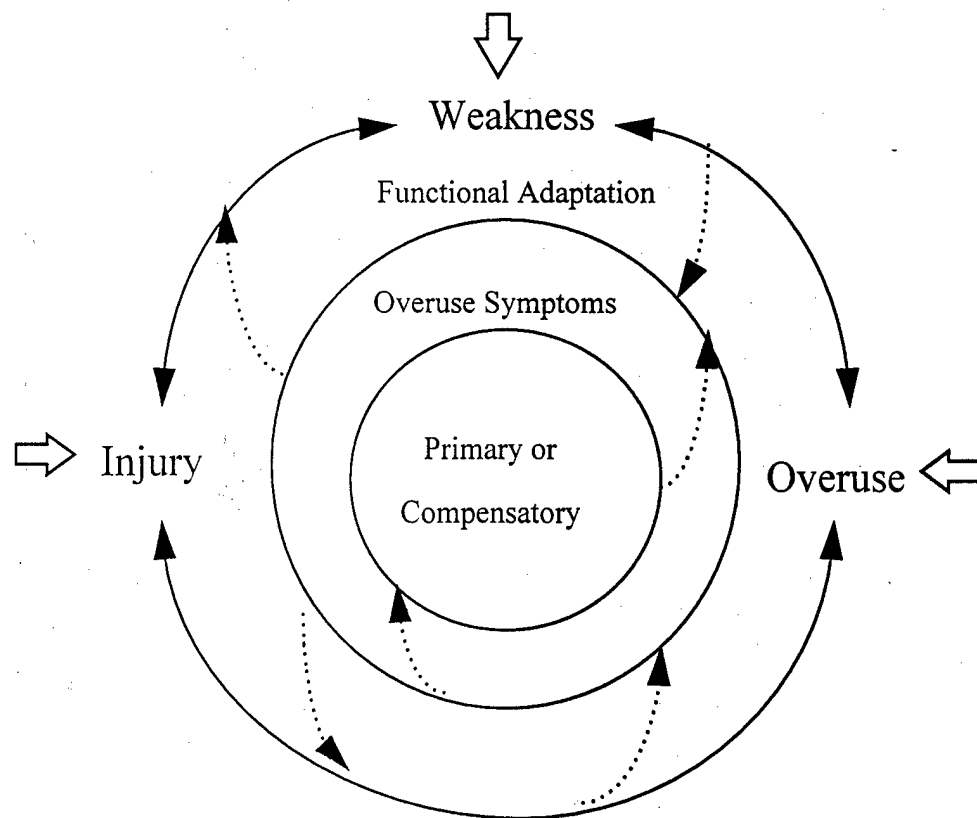 Weakness
Functional Adaptation
Overuse Symptoms
Primary or
Compensatory
Injury
Overuse